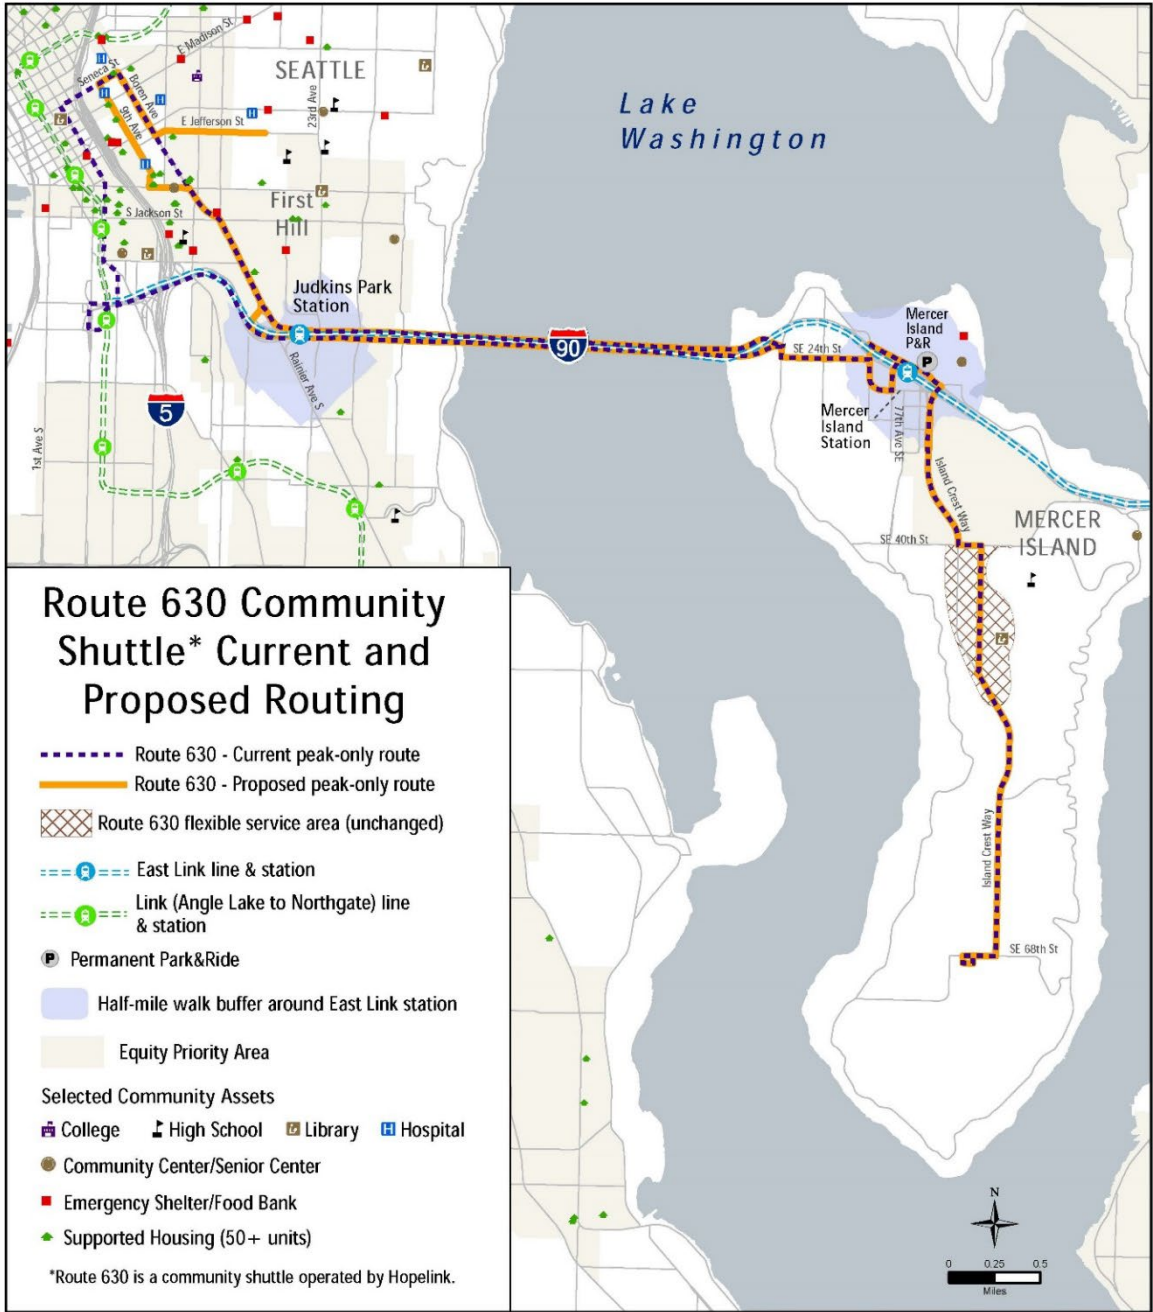 E Madison St
SEATTLE
Seneca St
Boren Ave
9th Ave
23rd Ave
E Jefferson St
Lake
Washington
First
Hill
S Jackson St
Judkins Park
Station
Mercer
Island
P&R
P
90
SE 24th St
5
Rainier Ave S
Mercer
Island
Station
77th Ave SE
1st Ave S
Island Crest Way
MERCER
ISLAND
SE 40th St
Island Crest Way
SE 68th St
Route 630 Community
Shuttle* Current and
Proposed Routing
Route 630 - Current peak-only route
Route 630 - Proposed peak-only route
Route 630 flexible service area (unchanged)
East Link line & station
Link (Angle Lake to Northgate) line
& station
P Permanent Park&Ride
Half-mile walk buffer around East Link station
Equity Priority Area
Selected Community Assets
College High School Library H Hospital
Community Center/Senior Center
Emergency Shelter/Food Bank
Supported Housing (50+ units)
*Route 630 is a community shuttle operated by Hopelink.
N
0 0.25 0.5
Miles